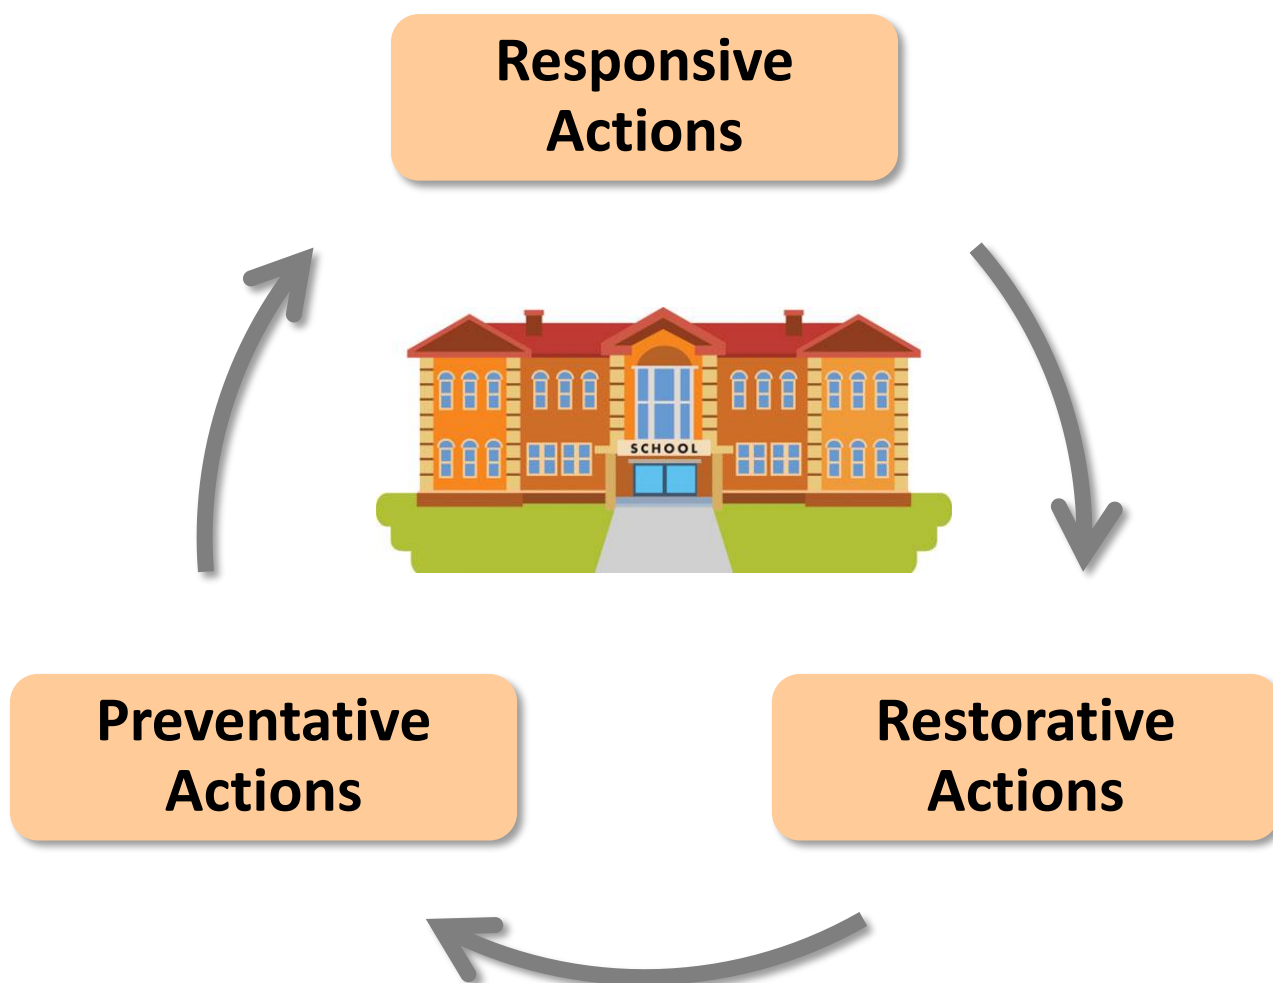 Responsive
Actions
SCHOOL
Preventative
Actions
Restorative
Actions